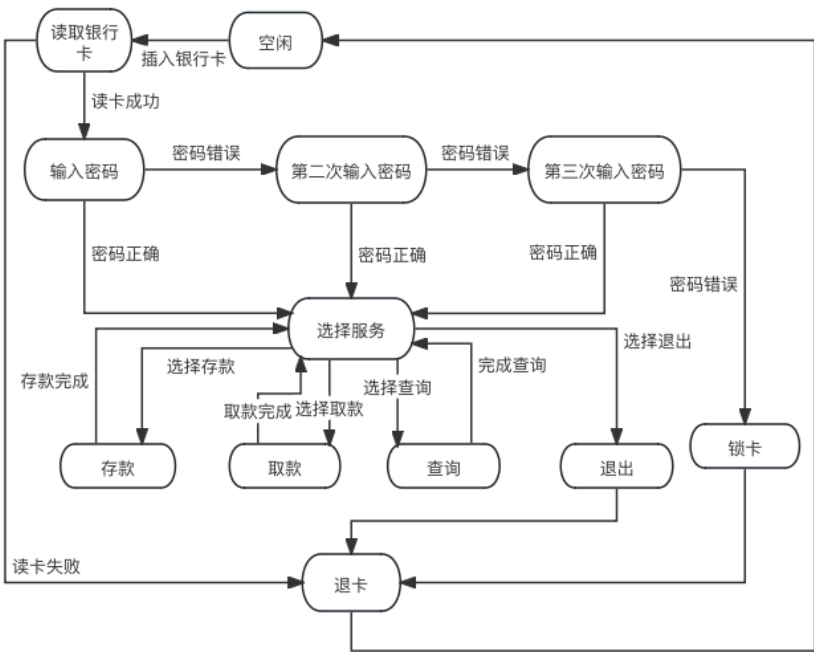 读取银行
卡
插入银行卡
空闲
读卡成功
输入密码
密码错误
第二次输入密码
密码错误
第三次输入密码
密码正确
密码正确
密码正确
密码错误
选择服务
选择退出
存款完成
选择存款
取款完成
选择取款
选择查询
完成查询
存款
取款
查询
退出
锁卡
读卡失败
退卡